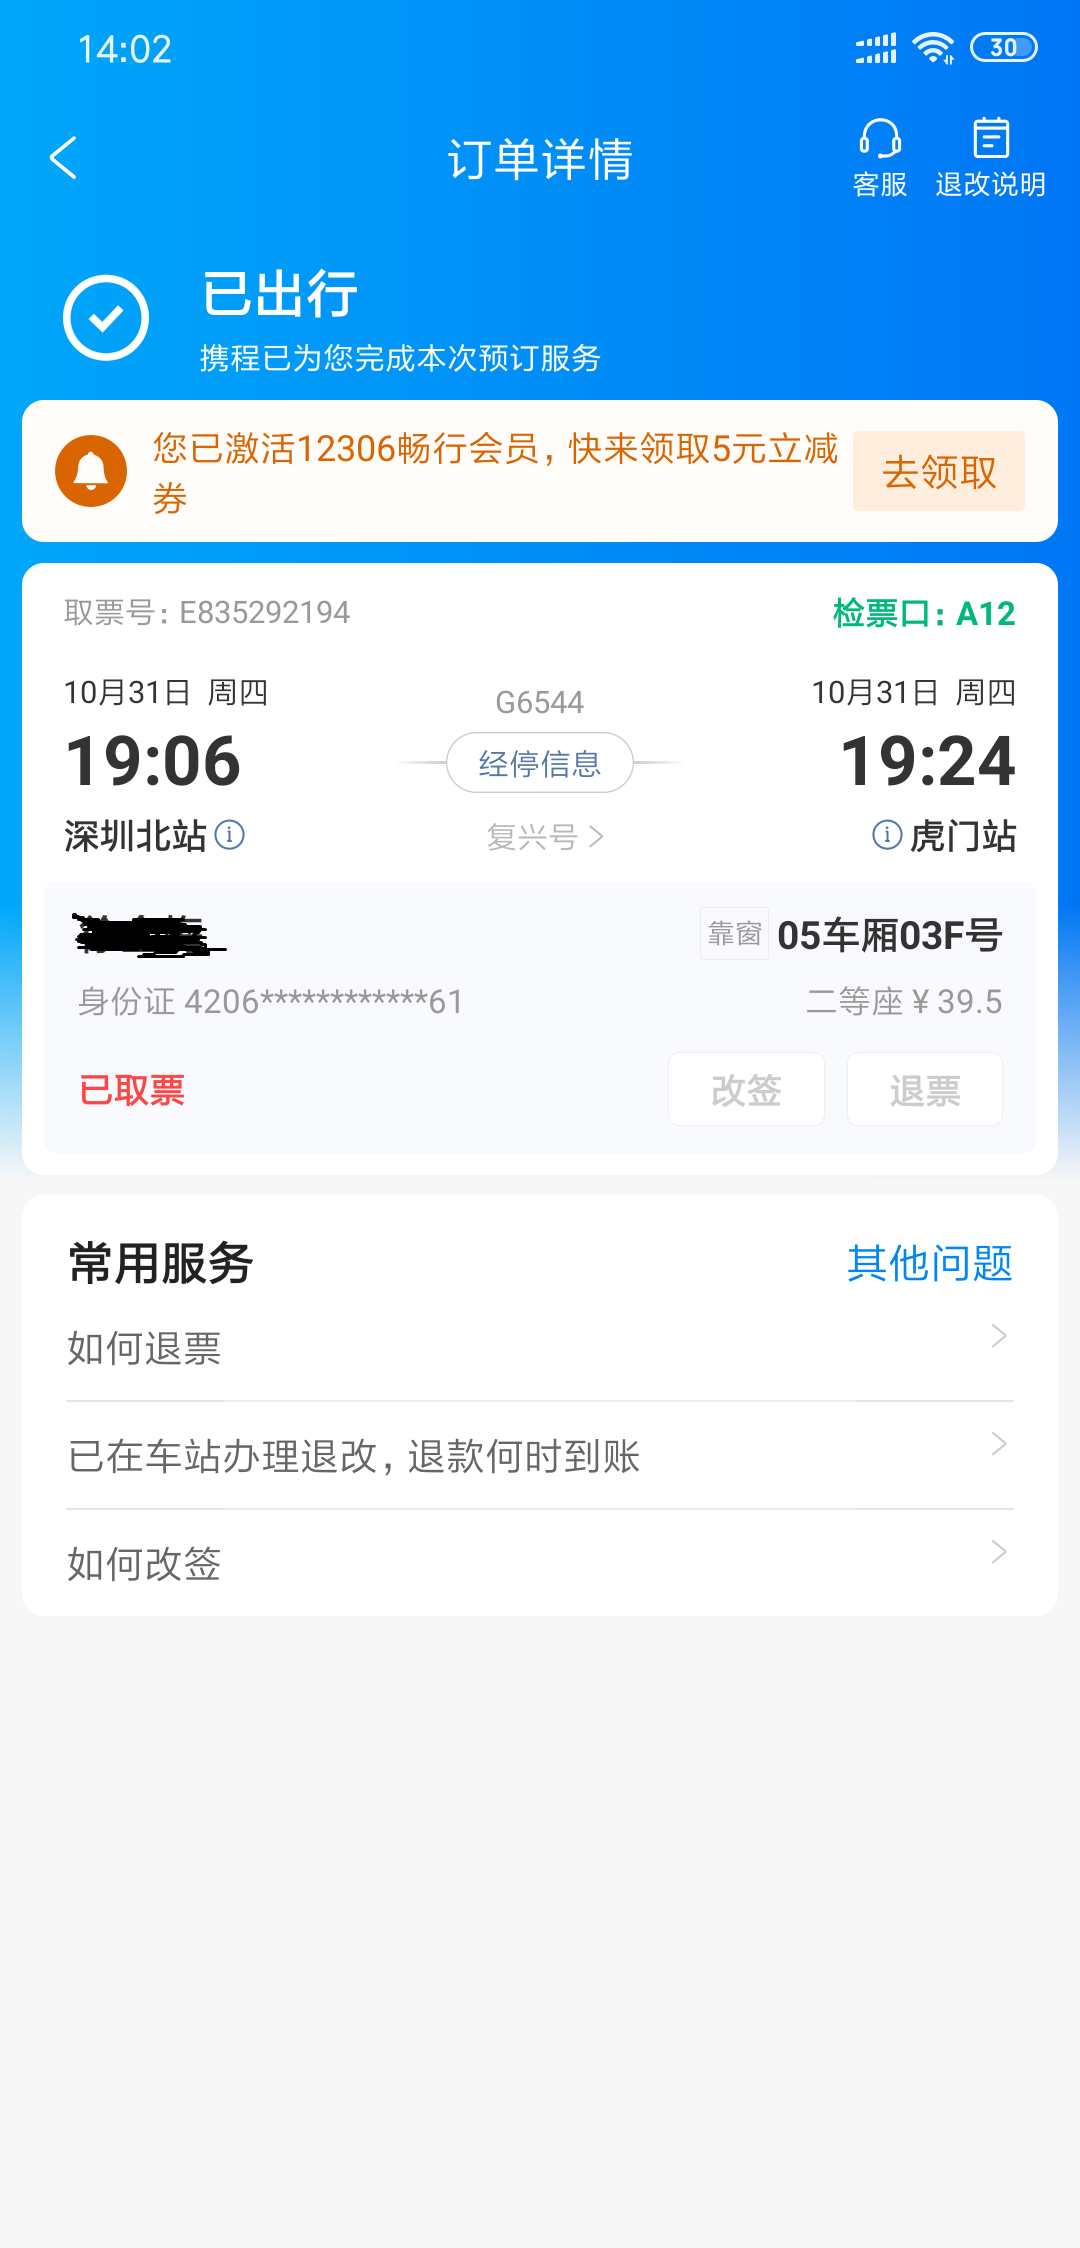 14:02
30
订单详情
客服
退改说明
已出行
携程已为您完成本次预订服务
您已激活12306畅行会员，快来领取5元立减
券
去领取
取票号：E835292194
检票口：A12
10月31日 周四
G6544
10月31日 周四
19:06
经停信息
19:24
深圳北站
复兴号
虎门站
靠窗 05车厢03F号
身份证 4206************61
二等座 ¥ 39.5
已取票
改签
退票
常用服务
其他问题
如何退票
已在车站办理退改，退款何时到账
如何改签